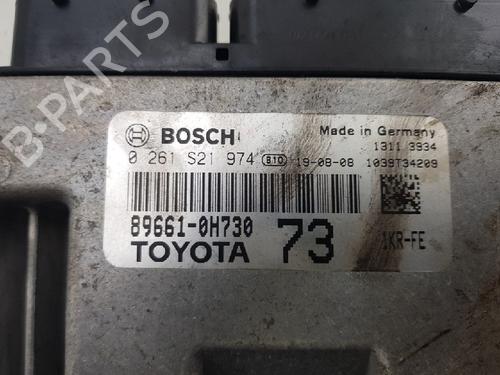 BOSCH
Made in Germany
1311 3934
0 261 S21 974 B10 19-08-08 1039T34209
89661-0H730
TOYOTA 73 1KR-FE
B-PARTS